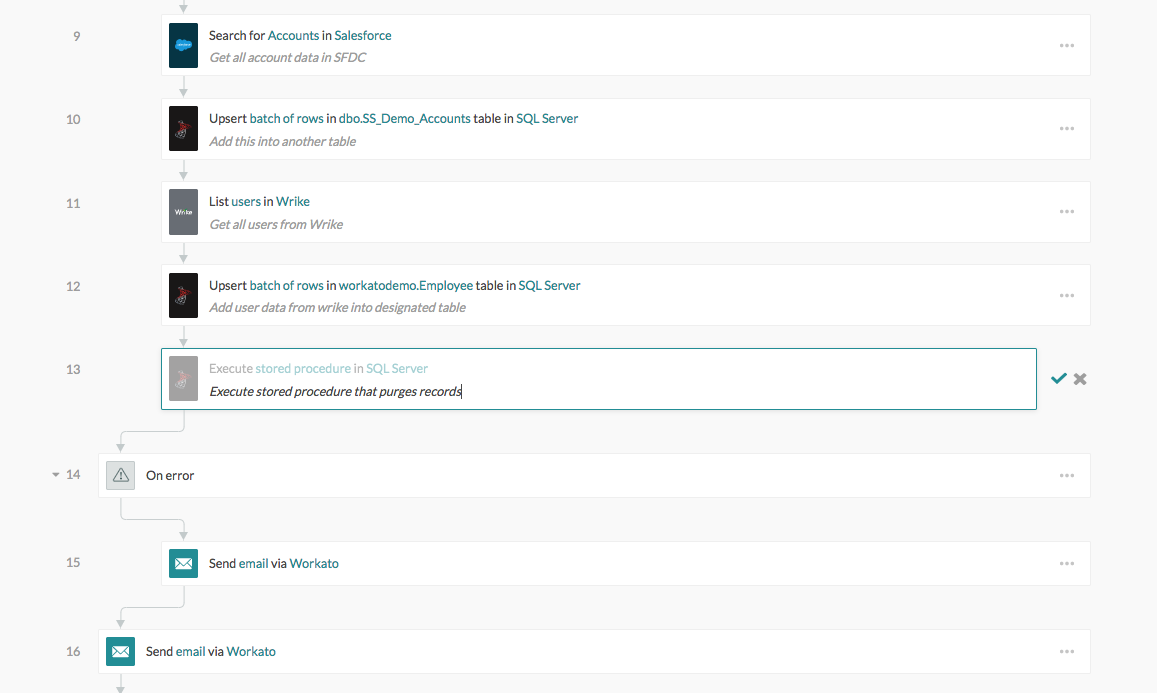 9
Search for Accounts in Salesforce
Get all account data in SFDC
10
Upsert batch of rows in dbo.SS_Demo_Accounts table in SQL Server
Add this into another table
11
Wrike
List users in Wrike
Get all users from Wrike
12
Upsert batch of rows in workatodemo.Employee table in SQL Server
Add user data from wrike into designated table
13
Execute stored procedure in SQL Server
Execute stored procedure that purges records
14
On error
15
Send email via Workato
16
Send email via Workato